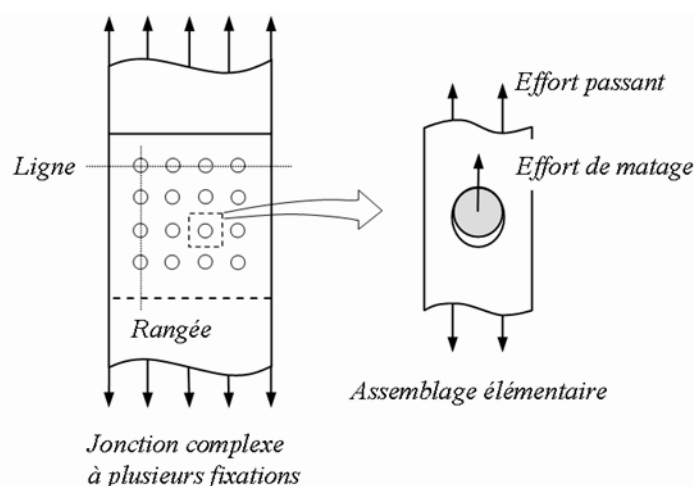 Effort passant
Ligne
Effort de matage
Rangée
Assemblage élémentaire
Jonction complexe
à plusieurs fixations